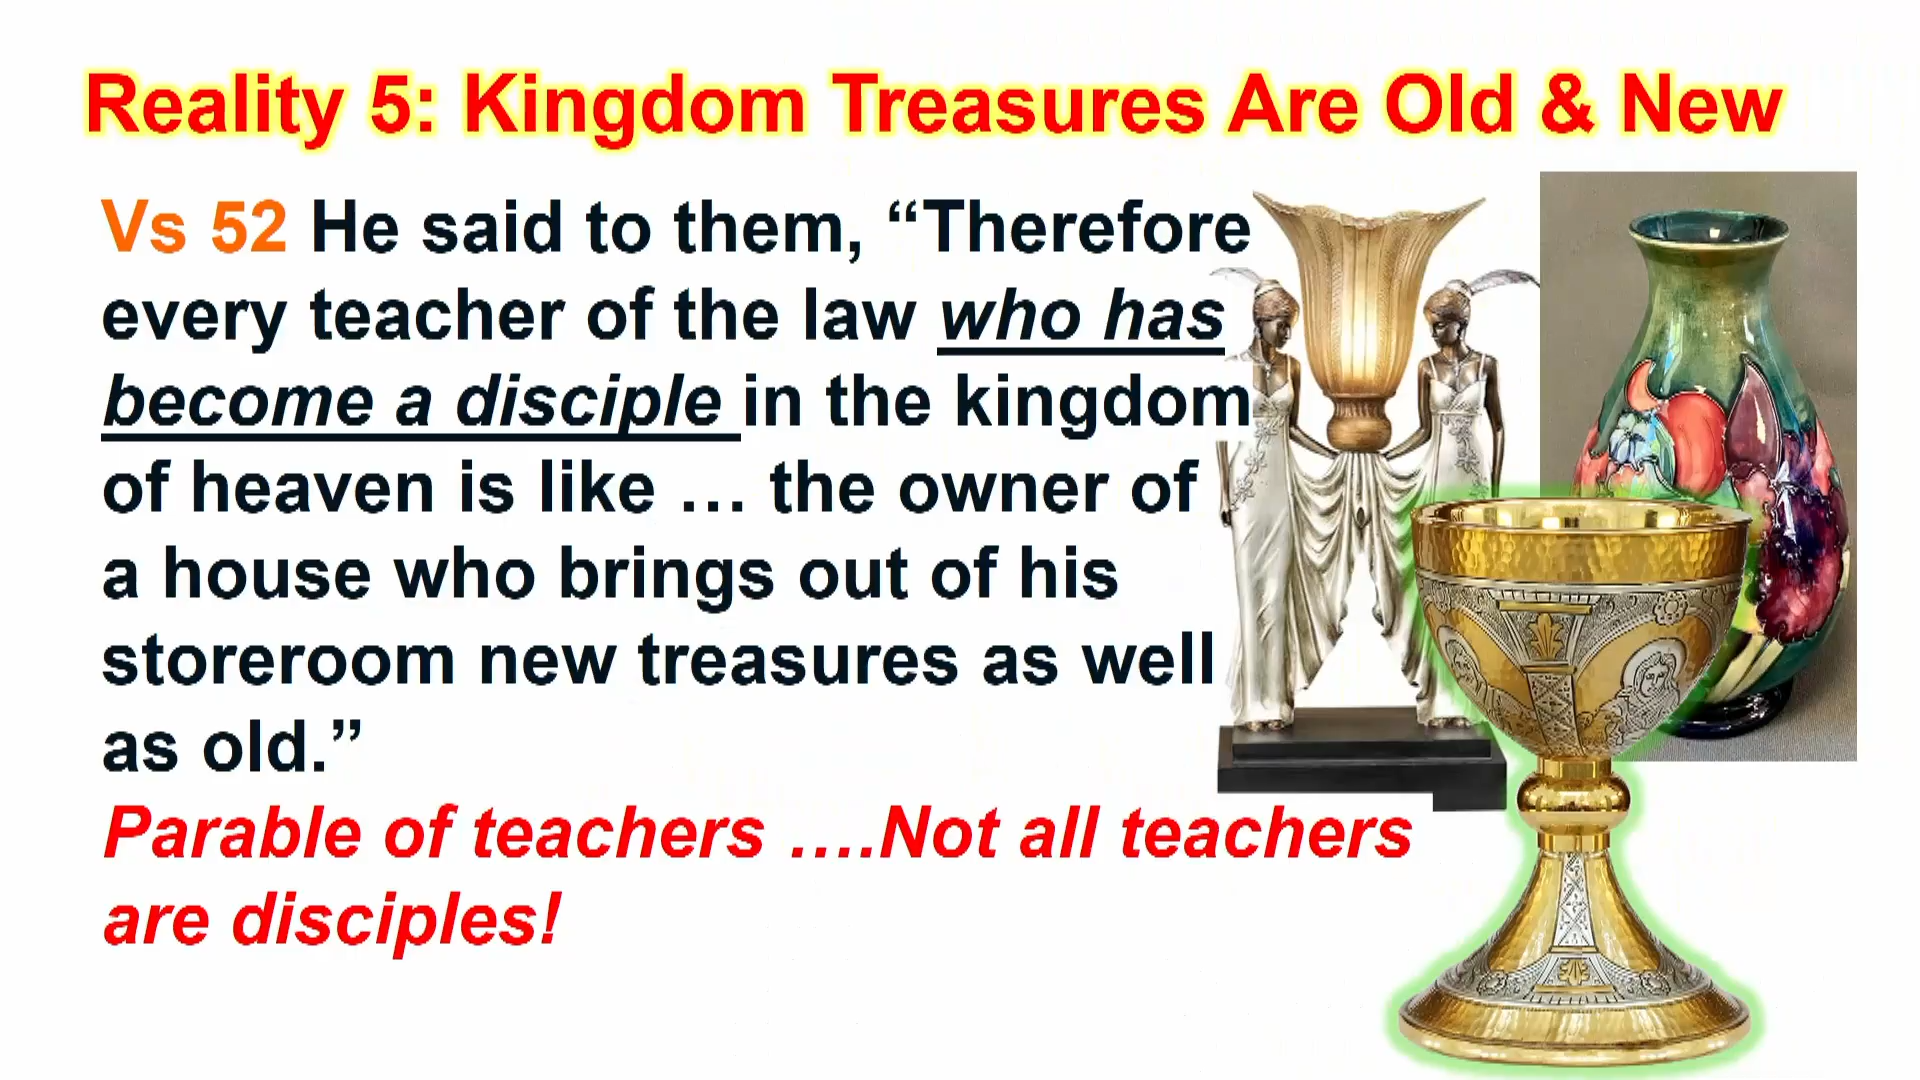 Reality 5: Kingdom Treasures Are Old & New
Vs 52 He said to them, “Therefore
every teacher of the law who has
become a disciple in the kingdom
of heaven is like … the owner of
a house who brings out of his
storeroom new treasures as well
as old.”
Parable of teachers ….Not all teachers
are disciples!